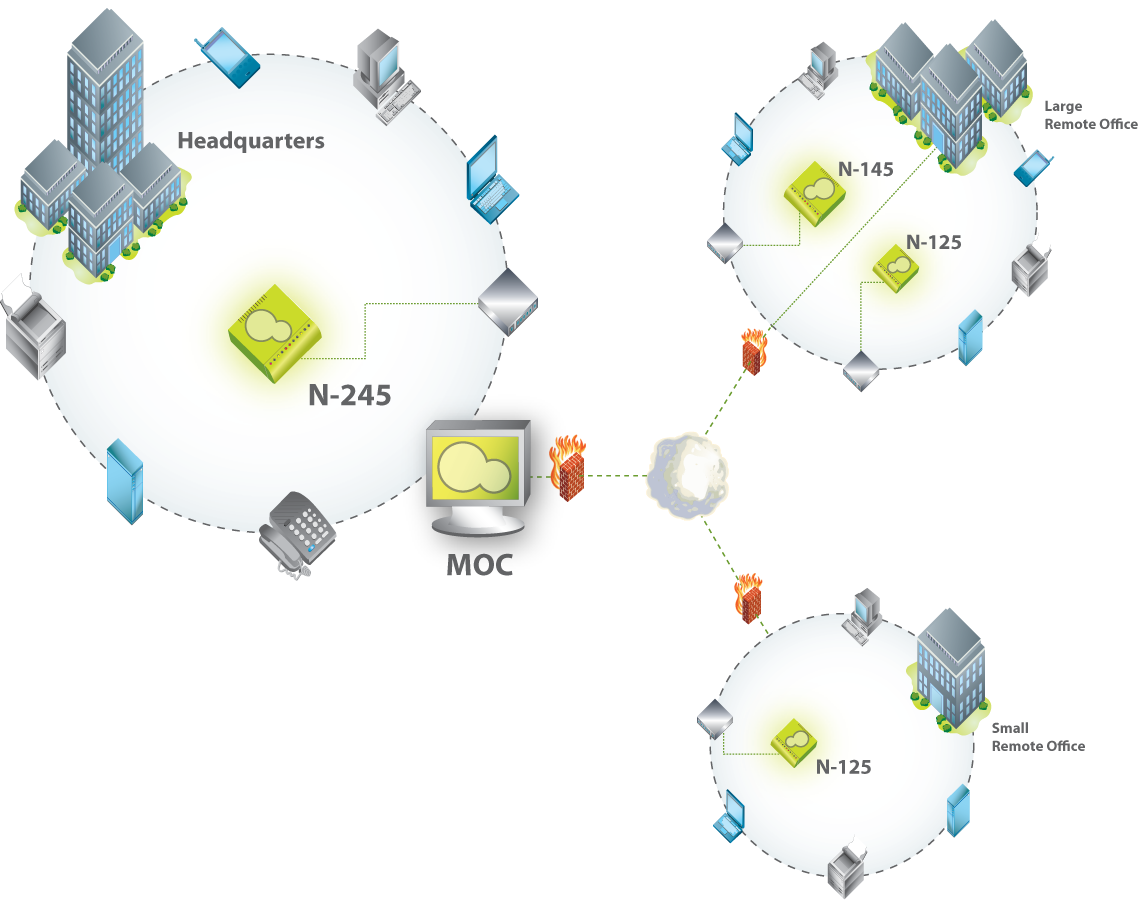 Headquarters
N-245
MOC
Large
Remote Office
N-145
N-125
Small
Remote Office
N-125